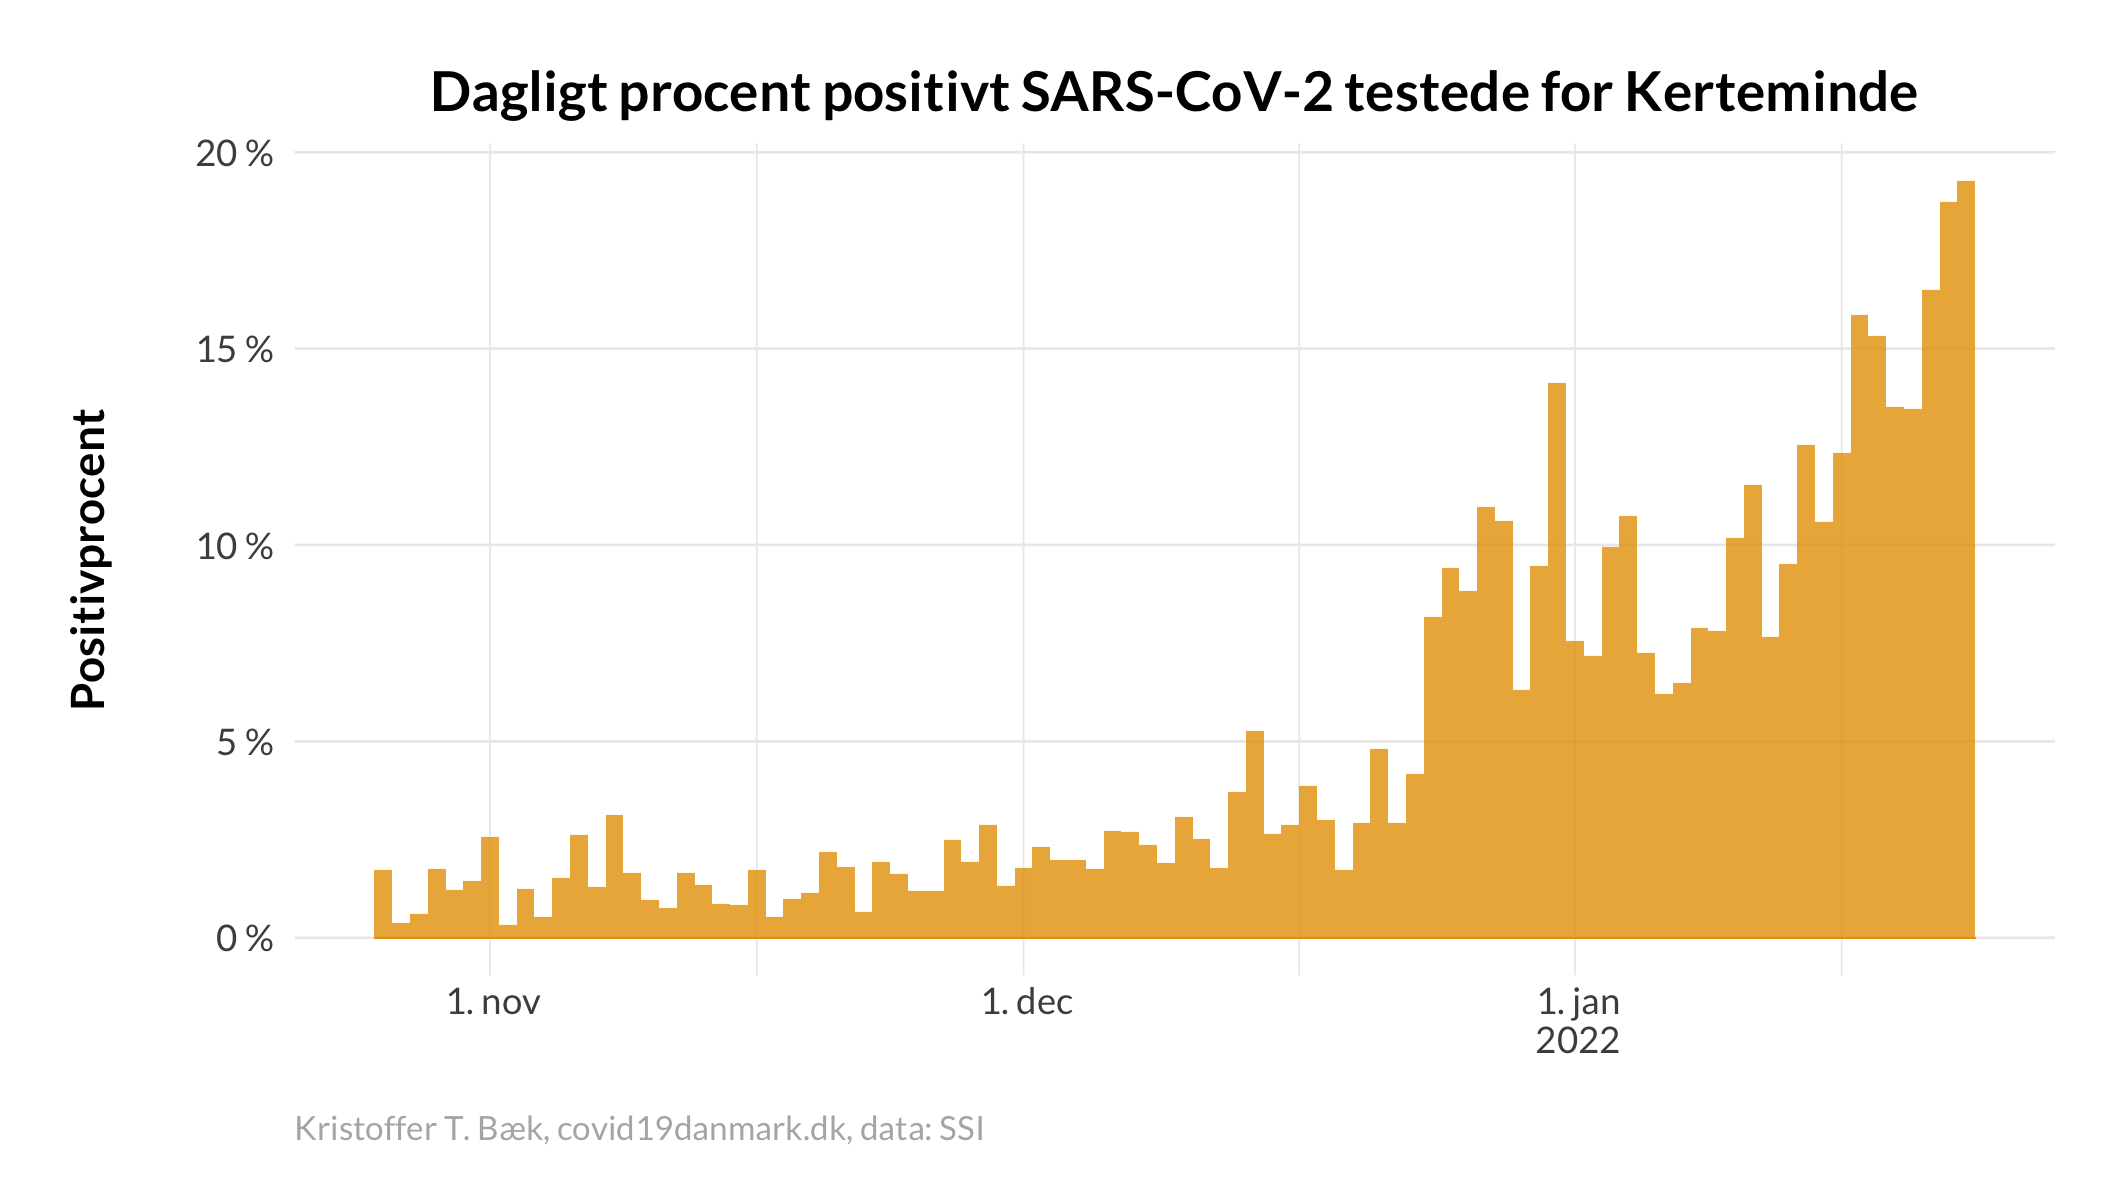 Dagligt procent positivt SARS-CoV-2 testede for Kerteminde
Positivprocent
20 %
15 %
10 %
5 %
0 %
1. nov
1. dec
1. jan
2022
Kristoffer T. Bæk, covid19danmark.dk, data: SSI